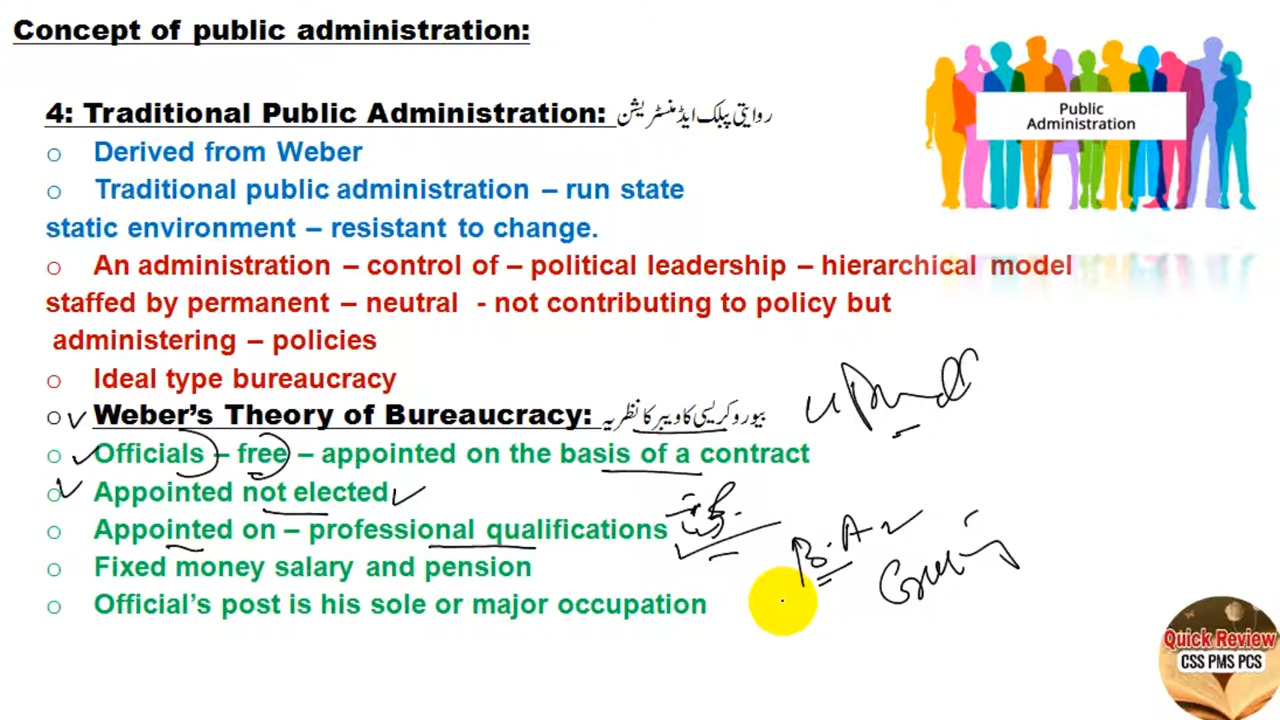 Concept of public administration:
Public
Administration
4: Traditional Public Administration: روایتی پبلک ایڈمنسٹریشن
o Derived from Weber
o Traditional public administration – run state
static environment – resistant to change.
o An administration – control of – political leadership – hierarchical model
staffed by permanent – neutral - not contributing to policy but
administering – policies
o Ideal type bureaucracy
o Weber's Theory of Bureaucracy: بیوروکریسی کا ویبر کا نظریہ
o Officials – free – appointed on the basis of a contract
o Appointed not elected
o Appointed on – professional qualifications
B.A
o Fixed money salary and pension
o Official's post is his sole or major occupation
Quick Review
CSS PMS PCS